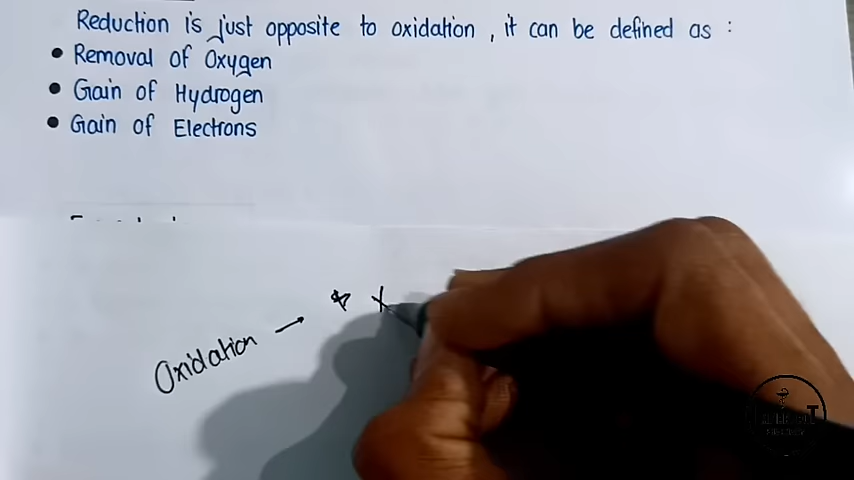 Reduction is just opposite to oxidation , it can be defined as :
• Removal of Oxygen
• Gain of Hydrogen
• Gain of Electrons
Oxidation →